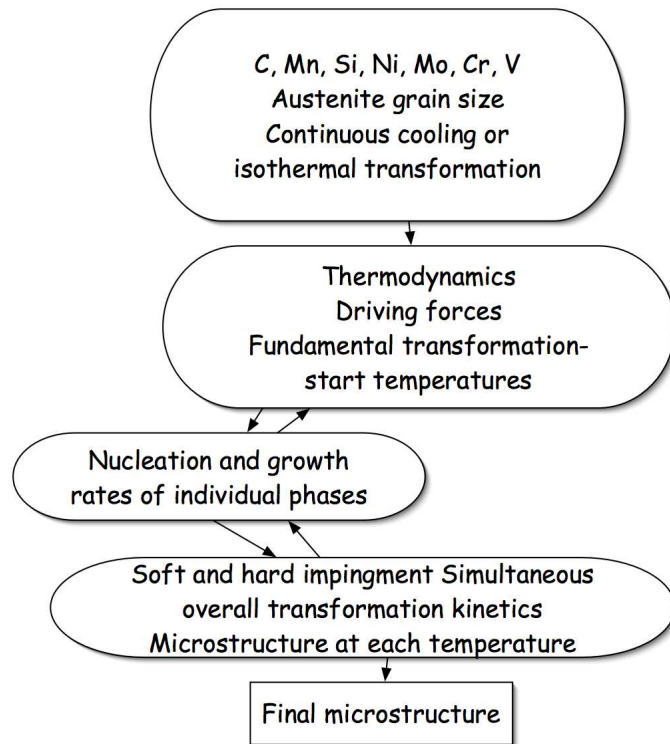 C, Mn, Si, Ni, Mo, Cr, V
Austenite grain size
Continuous cooling or
isothermal transformation
Thermodynamics
Driving forces
Fundamental transformation-
start temperatures
Nucleation and growth
rates of individual phases
Soft and hard impingment Simultaneous
overall transformation kinetics
Microstructure at each temperature
Final microstructure